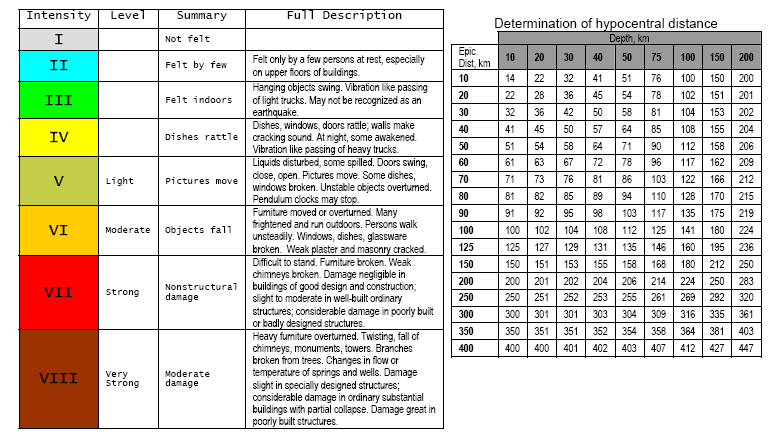 Intensity Level Summary Full Description
I Not felt
II Felt by few
Felt only by a few persons at rest, especially
on upper floors of buildings.
III Felt indoors
Hanging objects swing. Vibration like passing
of light trucks. May not be recognized as an
earthquake.
IV Dishes rattle
Dishes, windows, doors rattle; walls make
cracking sound. At night, some awakened.
Vibration like passing of heavy trucks.
V Light Pictures move
Liquids disturbed, some spilled. Doors swing,
close, open. Pictures move. Some dishes,
windows broken. Unstable objects overturned.
Pendulum clocks may stop.
VI Moderate Objects fall
Furniture moved or overturned. Many
frightened and run outdoors. Persons walk
unsteadily. Windows, dishes, glassware
broken. Weak plaster and masonry cracked.
VII Strong Nonstructural
damage
Difficult to stand. Furniture broken. Weak
chimneys broken. Damage negligible in
buildings of good design and construction;
slight to moderate in well-built ordinary
structures; considerable damage in poorly built
or badly designed structures.
VIII Very
Strong
Moderate
damage
Heavy furniture overturned. Twisting, fall of
chimneys, monuments, towers. Branches
broken from trees. Changes in flow or
temperature of springs and wells. Damage
slight in specially designed structures;
considerable damage in ordinary substantial
buildings with partial collapse. Damage great in
poorly built structures.
Determination of hypocentral distance
Depth, km
Epic.
Dist, km
10 20 30 40 50 75 100 150 200
10 14 22 32 41 51 76 100 150 200
20 22 28 36 45 54 78 102 151 201
30 32 36 42 50 58 81 104 153 202
40 41 45 50 57 64 85 108 155 204
50 51 54 58 64 71 90 112 158 206
60 61 63 67 72 78 96 117 162 209
70 71 73 76 81 86 103 122 166 212
80 81 82 85 89 94 110 128 170 215
90 91 92 95 98 103 117 135 175 219
100 100 102 104 108 112 125 141 180 224
125 125 127 129 131 135 146 160 195 236
150 150 151 153 155 158 168 180 212 250
200 200 201 202 204 206 214 224 250 283
250 250 251 252 253 255 261 269 292 320
300 300 301 301 303 304 309 316 335 361
350 350 351 351 352 354 358 364 381 403
400 400 400 401 402 403 407 412 427 447